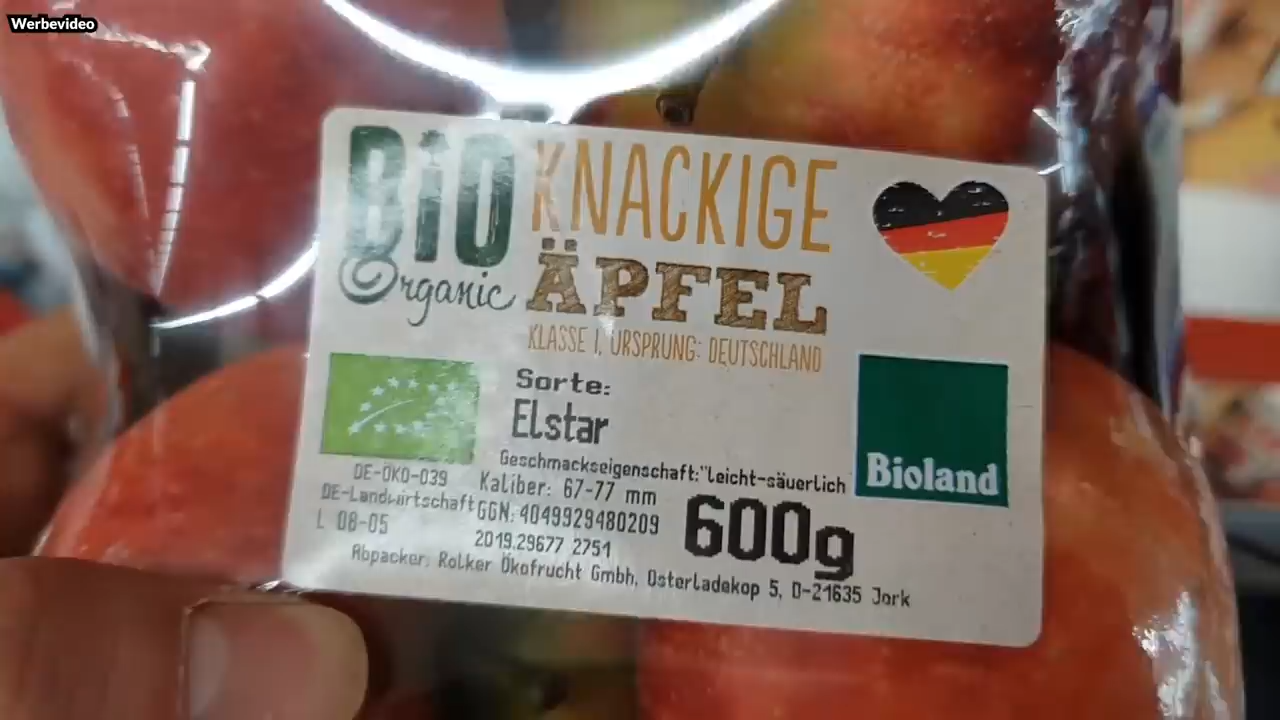 Werbevideo
BiO
Organic
KNACKIGE
ÄPFEL
KLASSE I, URSPRUNG: DEUTSCHLAND
Sorte:
Elstar
Geschmackseigenschaft:"leicht-säuerlich
Bioland
DE-ÖKO-039
Kaliber: 67-77 mm
DE-Landwirtschaft
GGN: 4049929480209
600g
L 08-05
2019.29677 2751
Abpacker: Rolker Ökofrucht Gmbh, Osterladekop 5, D-21635 Jork